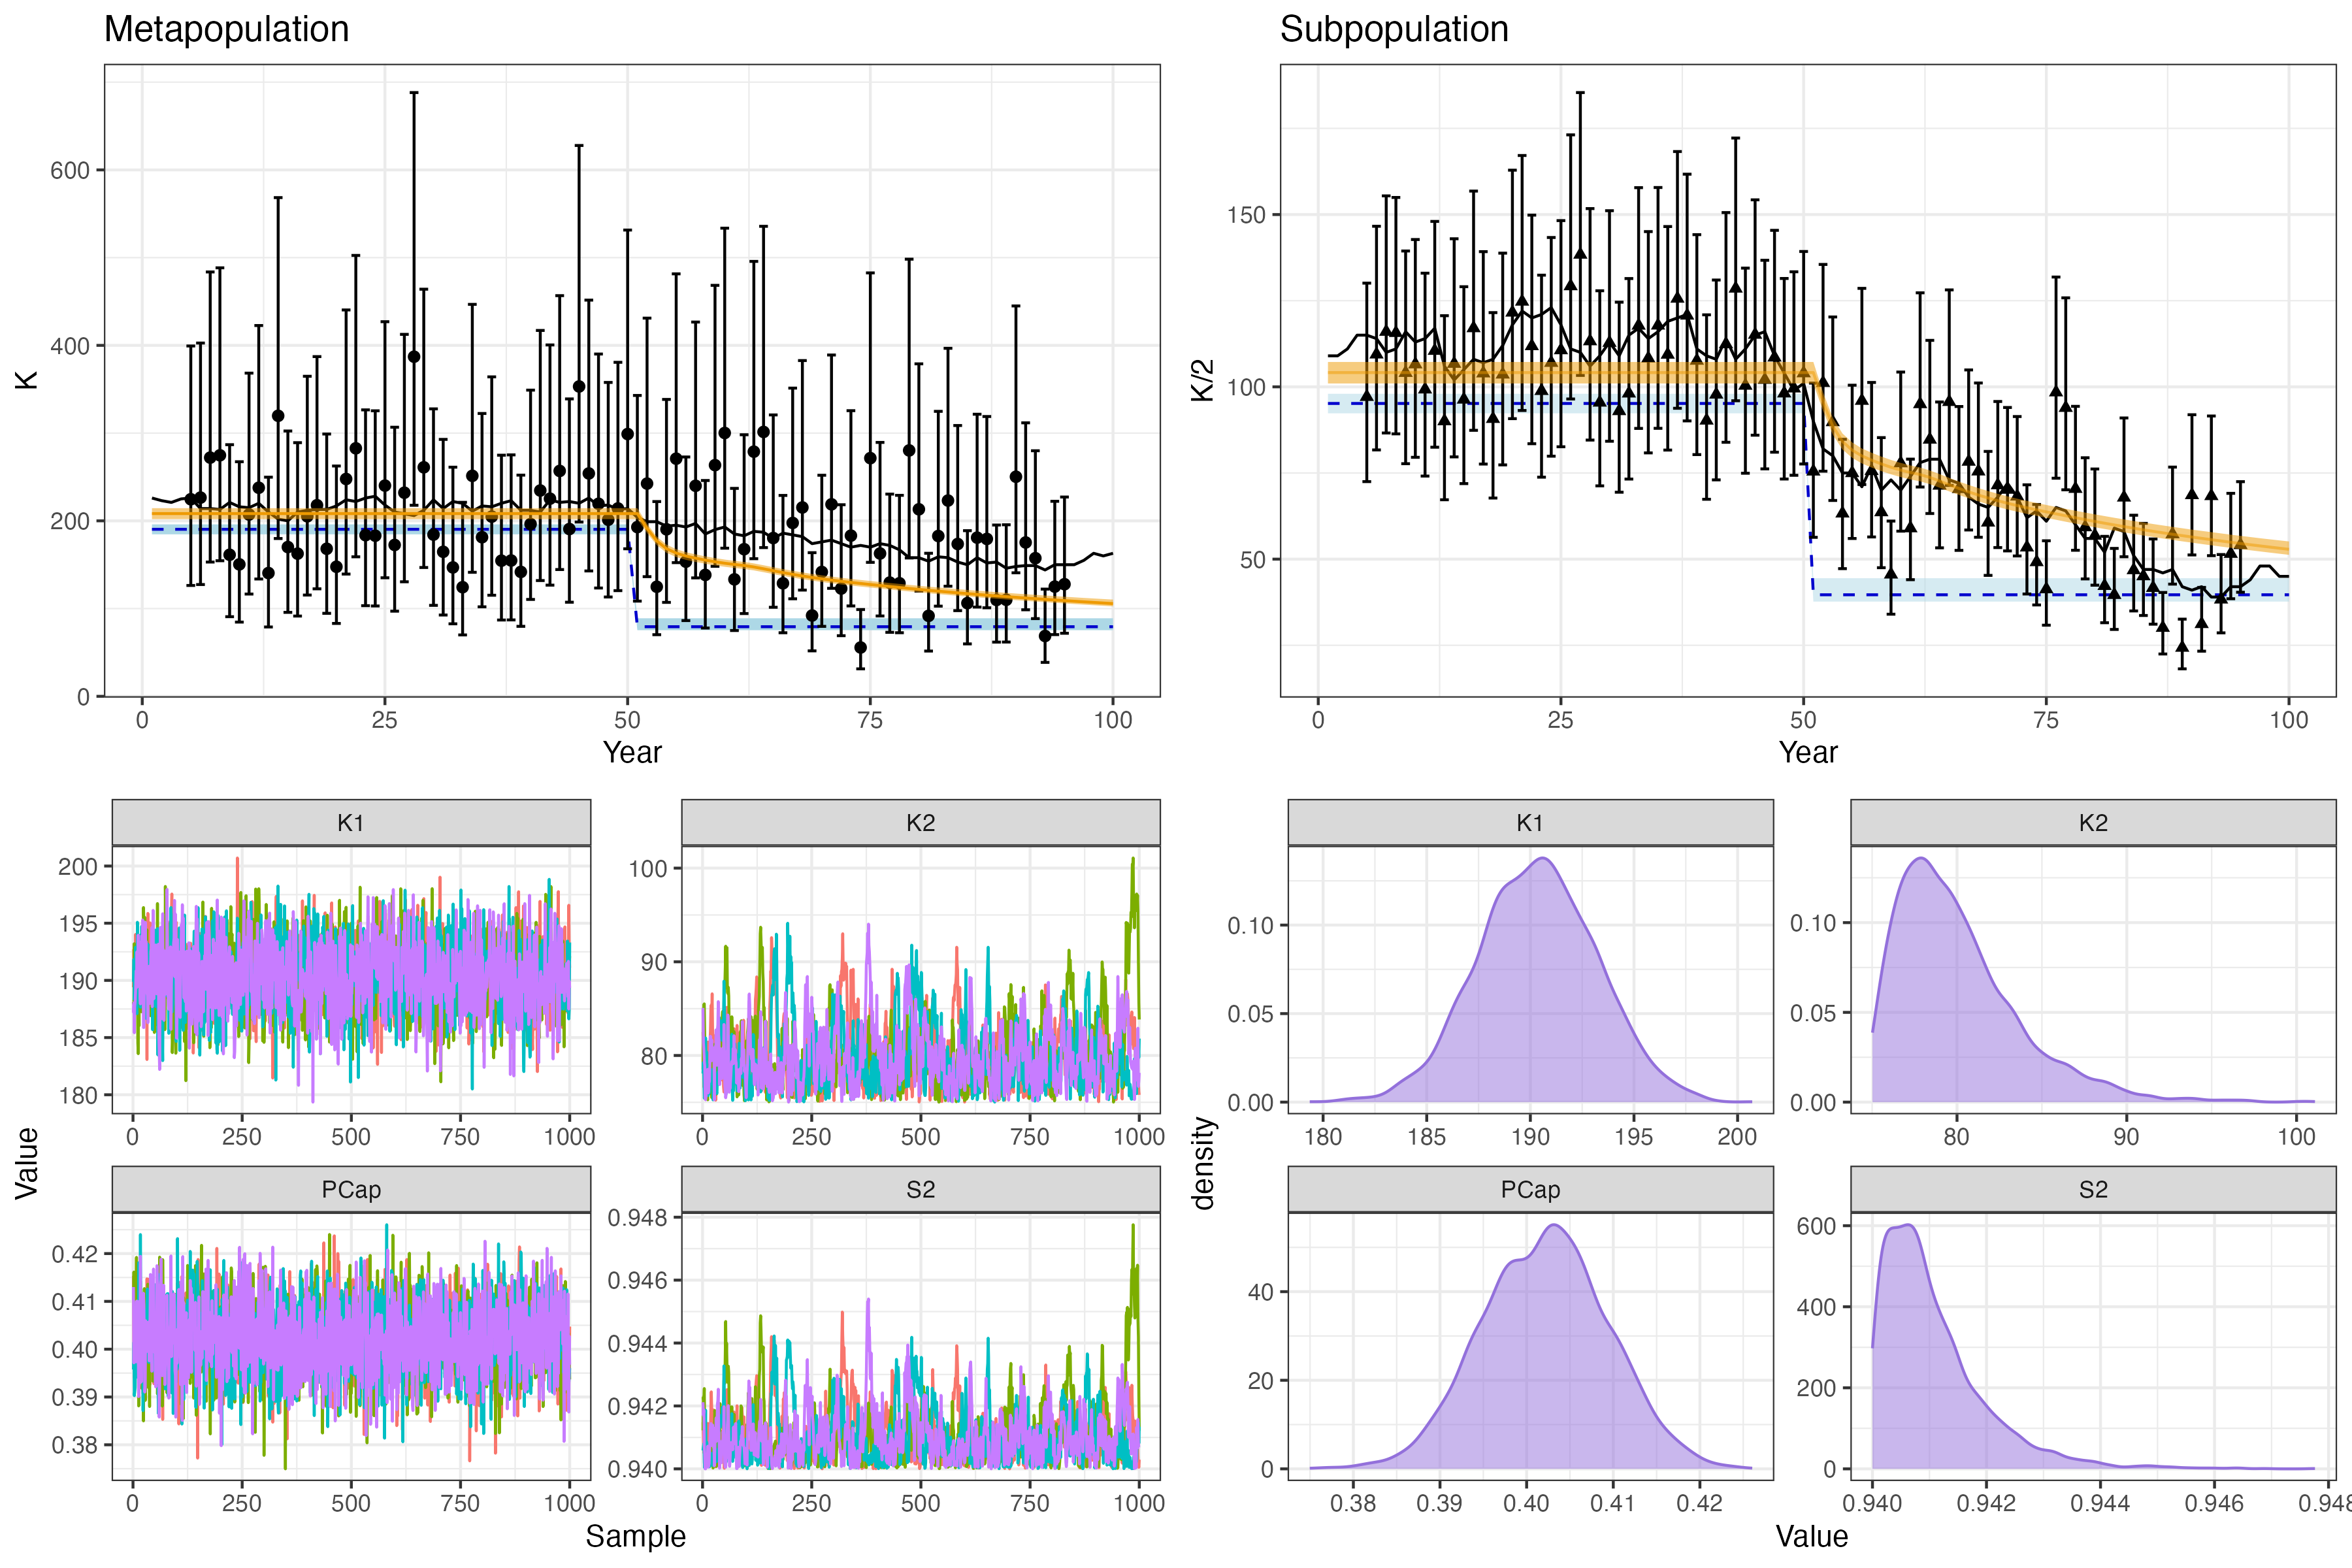 Metapopulation
K
600
400
200
0
0 25 50 75 100
Year
Subpopulation
K/2
150
100
50
0 25 50 75 100
Year
Value
K1
200
195
190
185
180
0 250 500 750 1000
K2
100
90
80
0 250 500 750 1000
PCap
0.42
0.41
0.40
0.39
0.38
0 250 500 750 1000
S2
0.948
0.946
0.944
0.942
0.940
0 250 500 750 1000
Sample
density
K1
0.10
0.05
0.00
180 185 190 195 200
K2
0.10
0.05
0.00
80 90 100
PCap
40
20
0
0.38 0.39 0.40 0.41 0.42
S2
600
400
200
0
0.940 0.942 0.944 0.946 0.948
Value